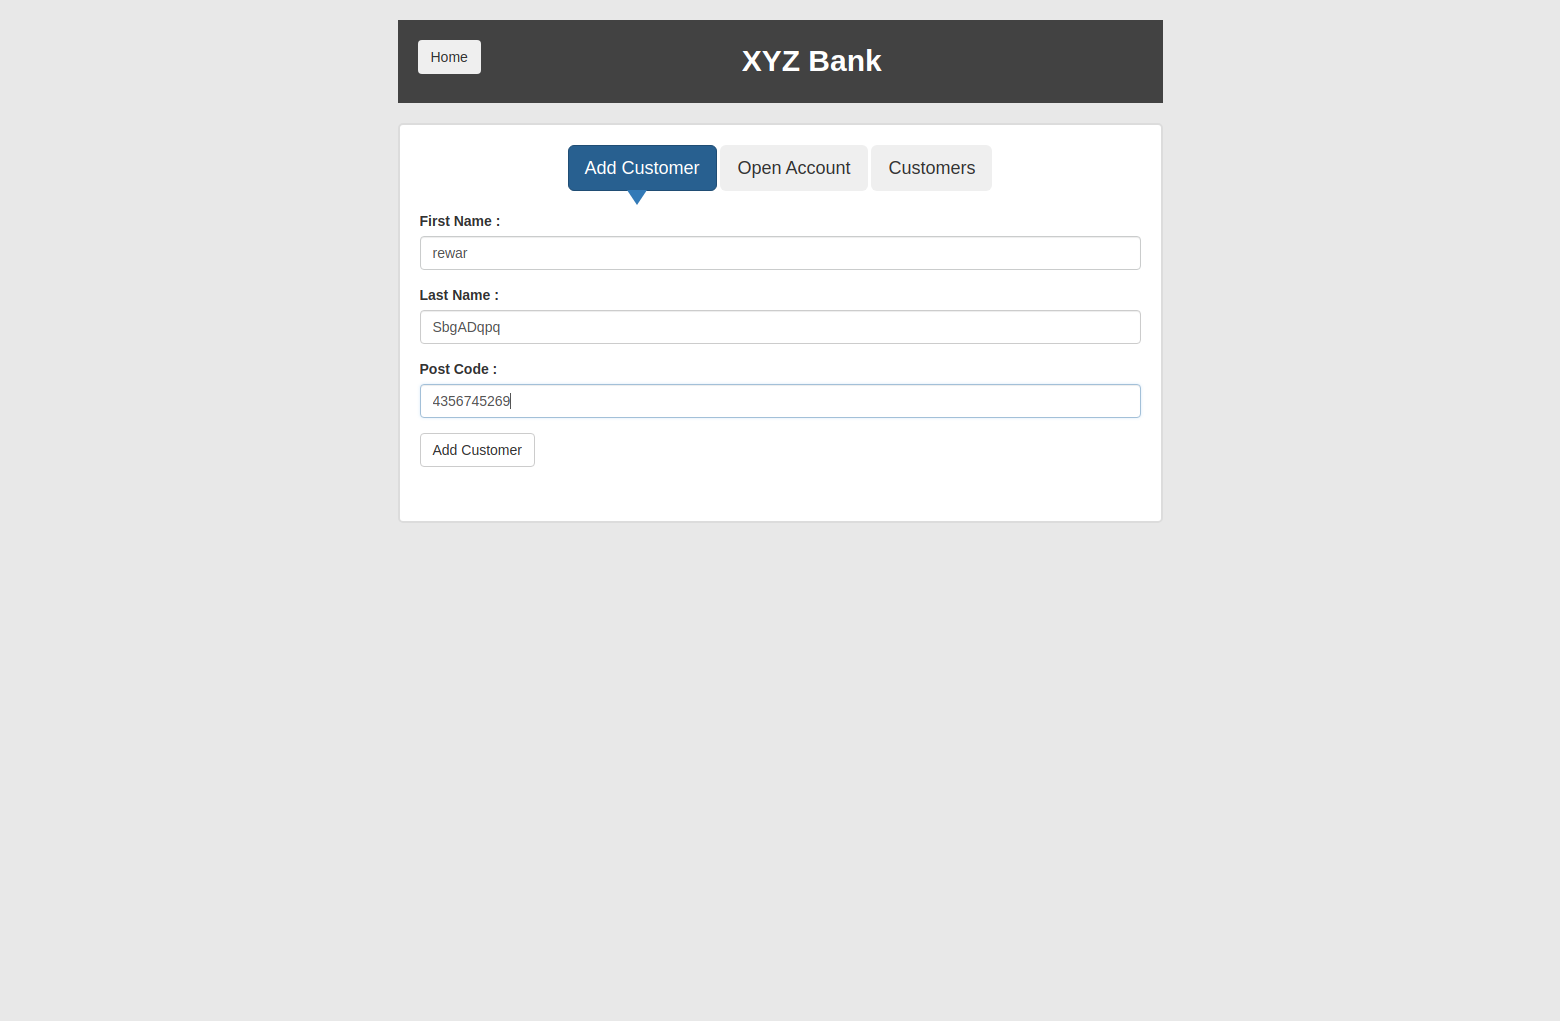 Home
XYZ Bank
Add Customer
Open Account
Customers
First Name :
rewar
Last Name :
SbgADqpq
Post Code :
4356745269
Add Customer